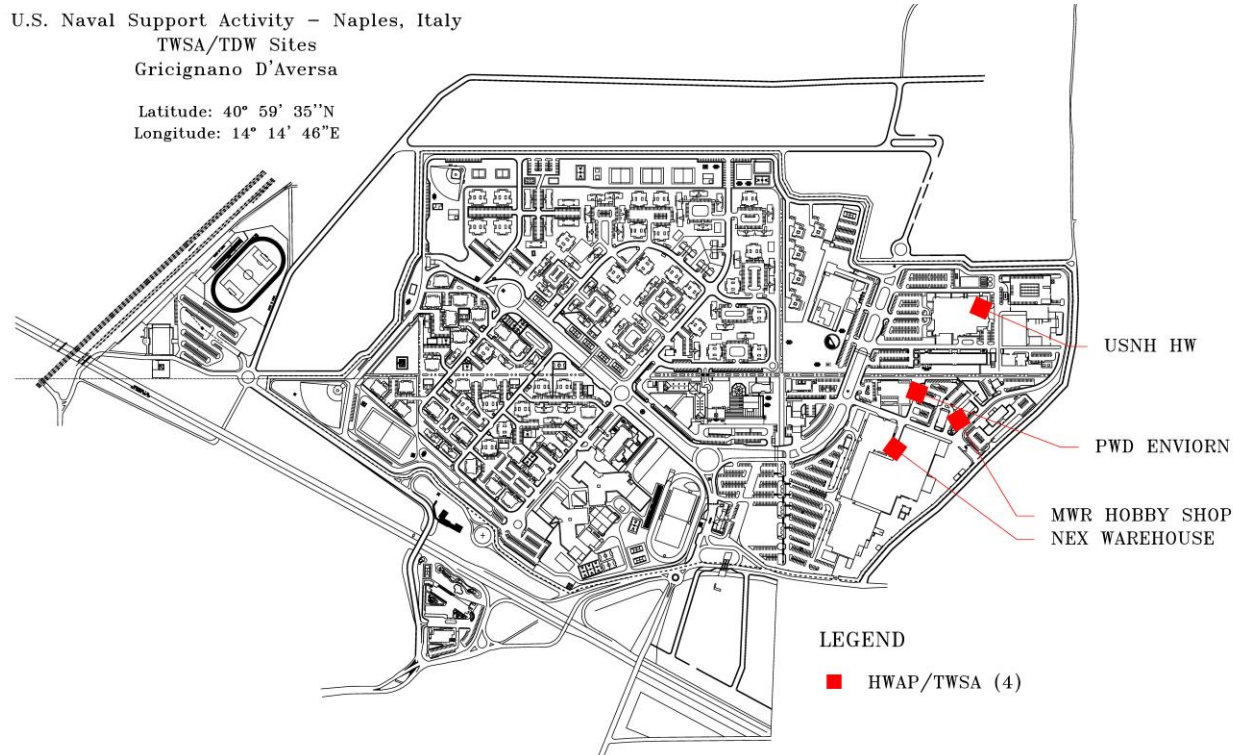 U.S. Naval Support Activity – Naples, Italy
TWSA/TDW Sites
Gricignano D'Aversa
Latitude: 40° 59' 35''N
Longitude: 14° 14' 46"E
USNH HW
PWD ENVIORN
MWR HOBBY SHOP
NEX WAREHOUSE
LEGEND
HWAP/TWSA (4)